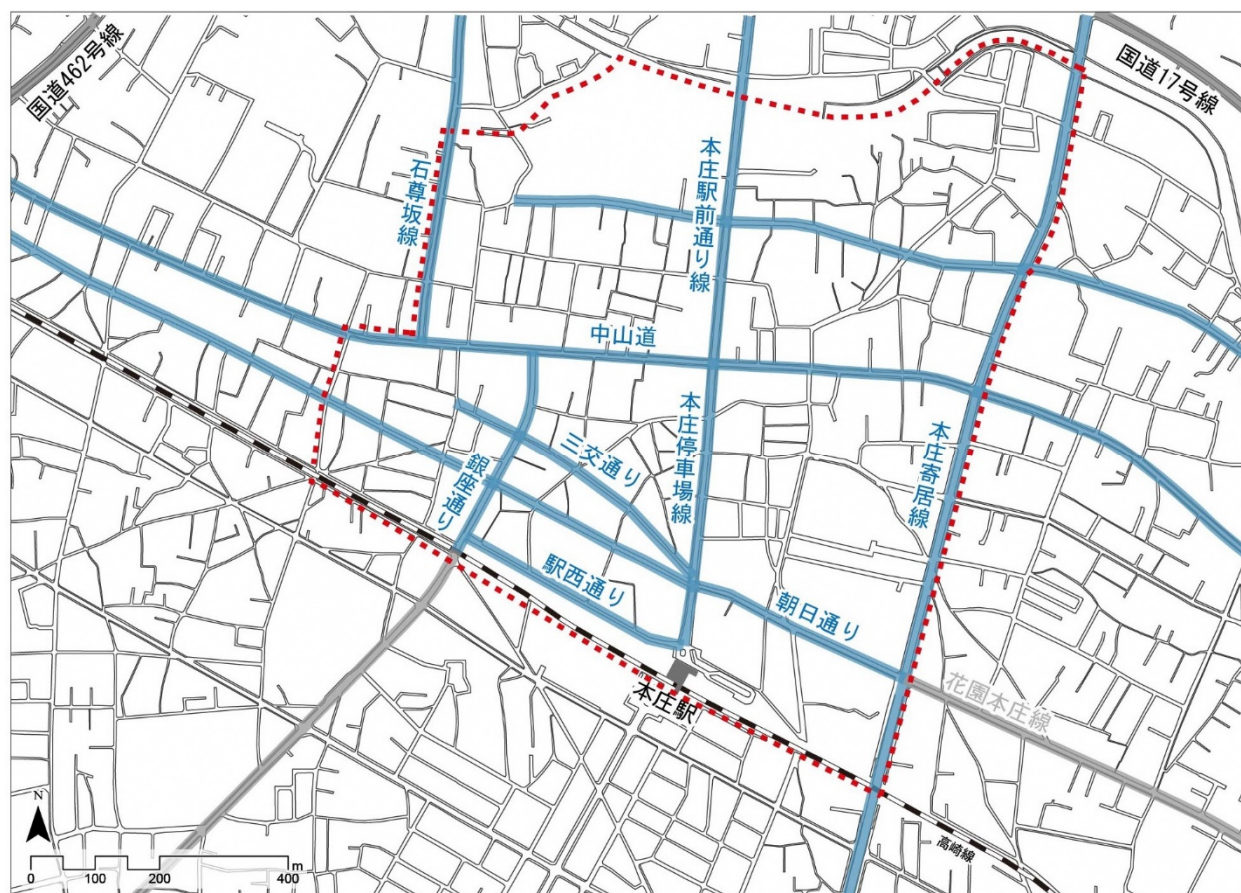 国道462号線
国道17号線
石尊坂線
本庄駅前通り線
中山道
三交通り
本庄停車場線
本庄寄居線
銀座通り
駅西通り
朝日通り
本庄駅
花園本庄線
高崎線
N
0 100 200 400 m